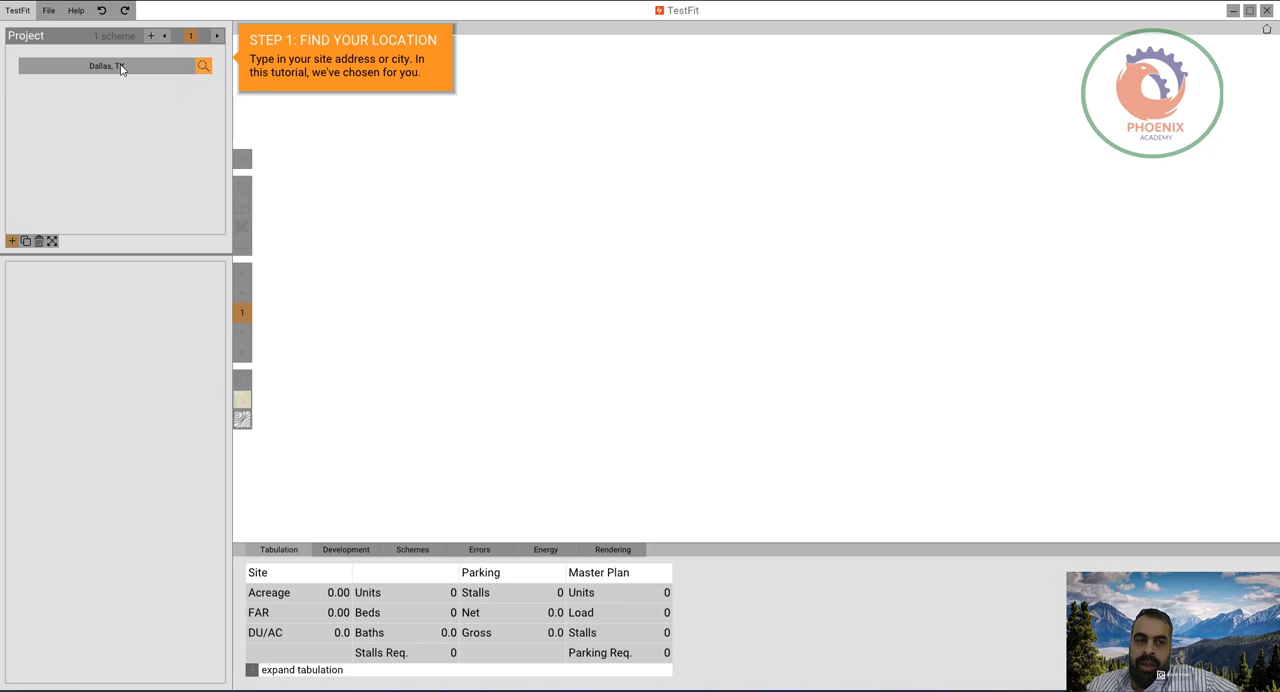 TestFit File Help
TestFit
Project 1 scheme + 1
Dallas,
STEP 1: FIND YOUR LOCATION
Type in your site address or city. In
this tutorial, we've chosen for you.
PHOENIX
ACADEMY
1
Tabulation Development Schemes Errors Energy Rendering
Site Parking Master Plan
Acreage 0.00 Units 0 Stalls 0 Units 0
FAR 0.00 Beds 0 Net 0.0 Load 0
DU/AC 0.0 Baths 0.0 Gross 0.0 Stalls 0
Stalls Req. 0 Parking Req. 0
expand tabulation